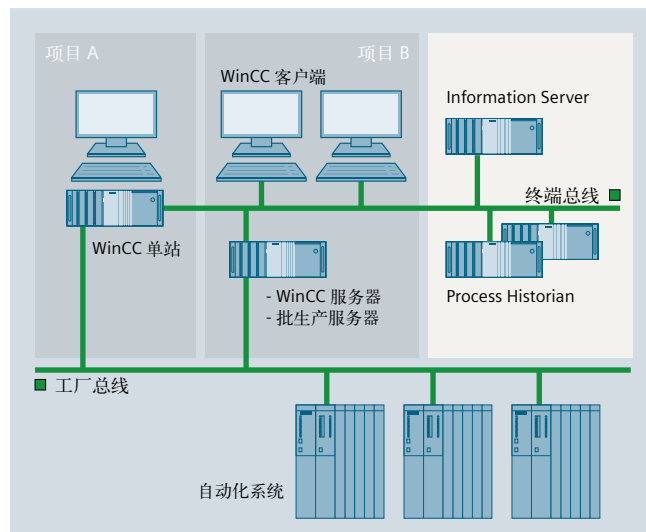 项目 A
项目 B
WinCC 客户端
Information Server
终端总线
WinCC 单站
- WinCC 服务器
- 批生产服务器
Process Historian
工厂总线
自动化系统